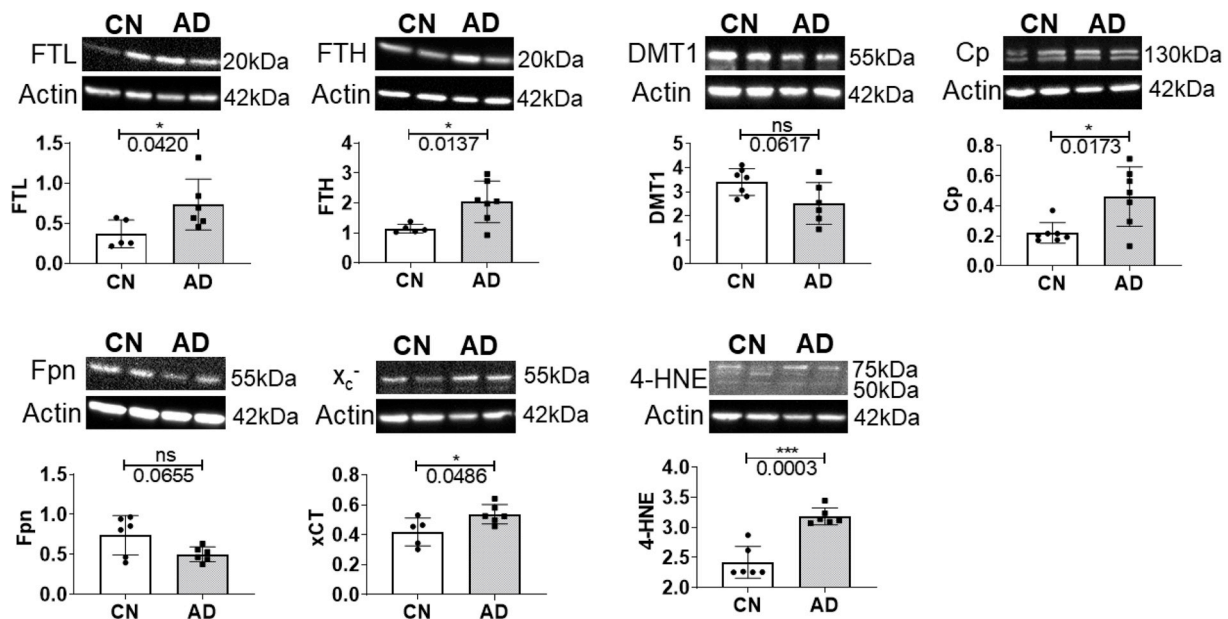 CN AD
FTL 20kDa
Actin 42kDa
*
0.0420
1.5
1.0
0.5
0.0
FTL
CN AD
CN AD
FTH 20kDa
Actin 42kDa
*
0.0137
4
3
2
1
0
FTH
CN AD
CN AD
DMT1 55kDa
Actin 42kDa
ns
0.0617
5
4
3
2
1
0
DMT1
CN AD
CN AD
Cp 130kDa
Actin 42kDa
*
0.0173
0.8
0.6
0.4
0.2
0.0
Cp
CN AD
CN AD
Fpn 55kDa
Actin 42kDa
ns
0.0655
1.5
1.0
0.5
0.0
Fpn
CN AD
CN AD
xc- 55kDa
Actin 42kDa
*
0.0486
0.8
0.6
0.4
0.2
0.0
xCT
CN AD
CN AD
4-HNE 75kDa
50kDa
Actin 42kDa
***
0.0003
4.0
3.5
3.0
2.5
2.0
4-HNE
CN AD